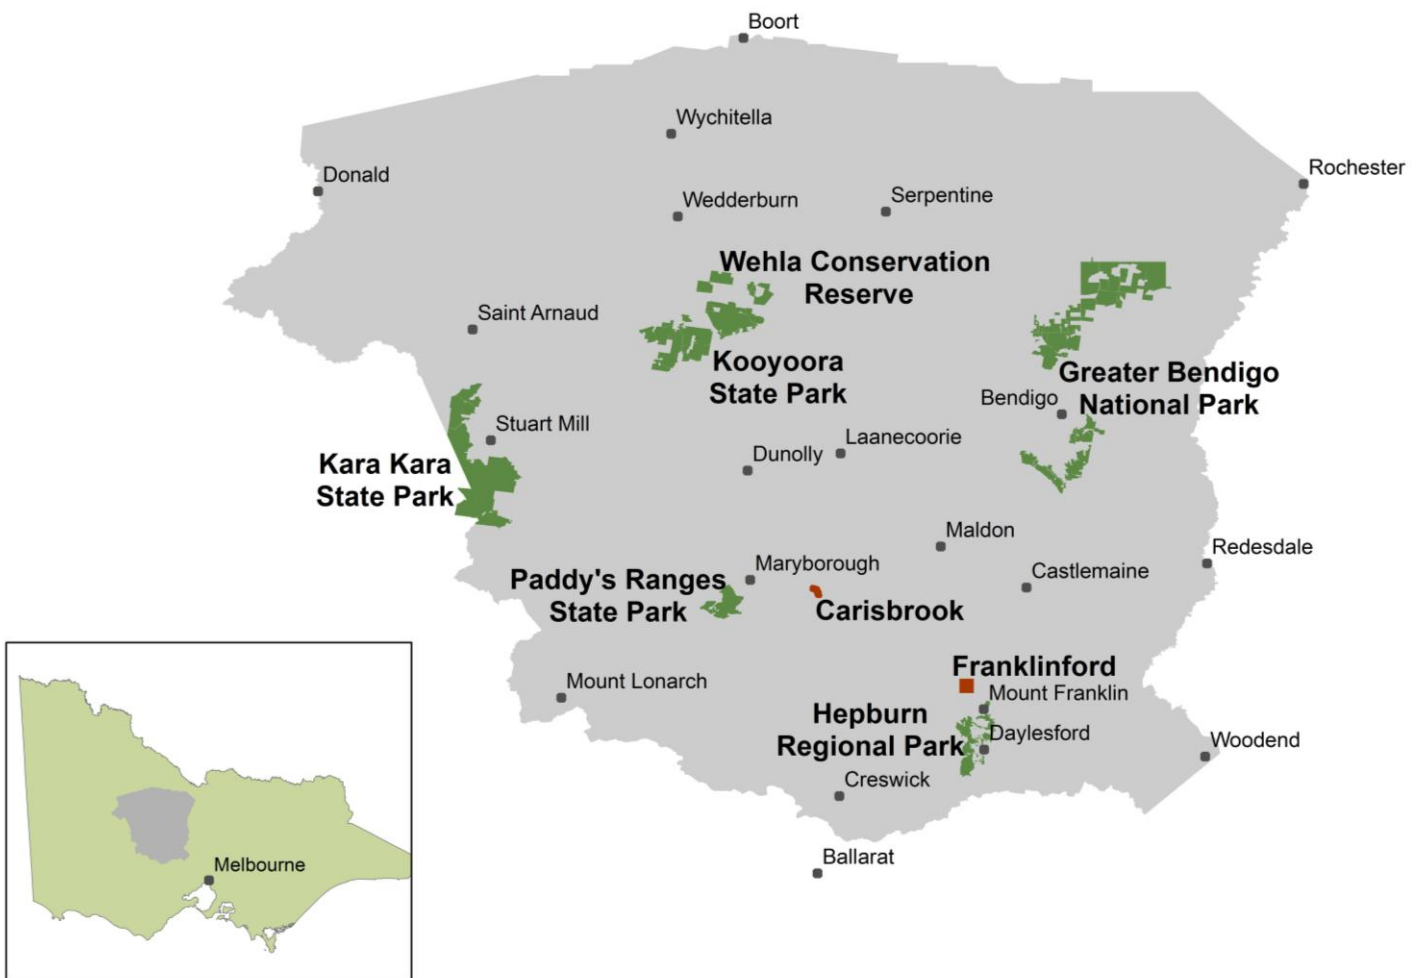 Boort
Wychitella
Donald
Rochester
Wedderburn
Serpentine
Wehla Conservation
Reserve
Saint Arnaud
Kooyoora
State Park
Greater Bendigo
National Park
Bendigo
Stuart Mill
Laanecoorie
Dunolly
Kara Kara
State Park
Maldon
Redesdale
Maryborough
Castlemaine
Paddy's Ranges
State Park
Carisbrook
Franklinford
Mount Lonarch
Mount Franklin
Hepburn
Regional Park
Daylesford
Woodend
Creswick
Ballarat
Melbourne